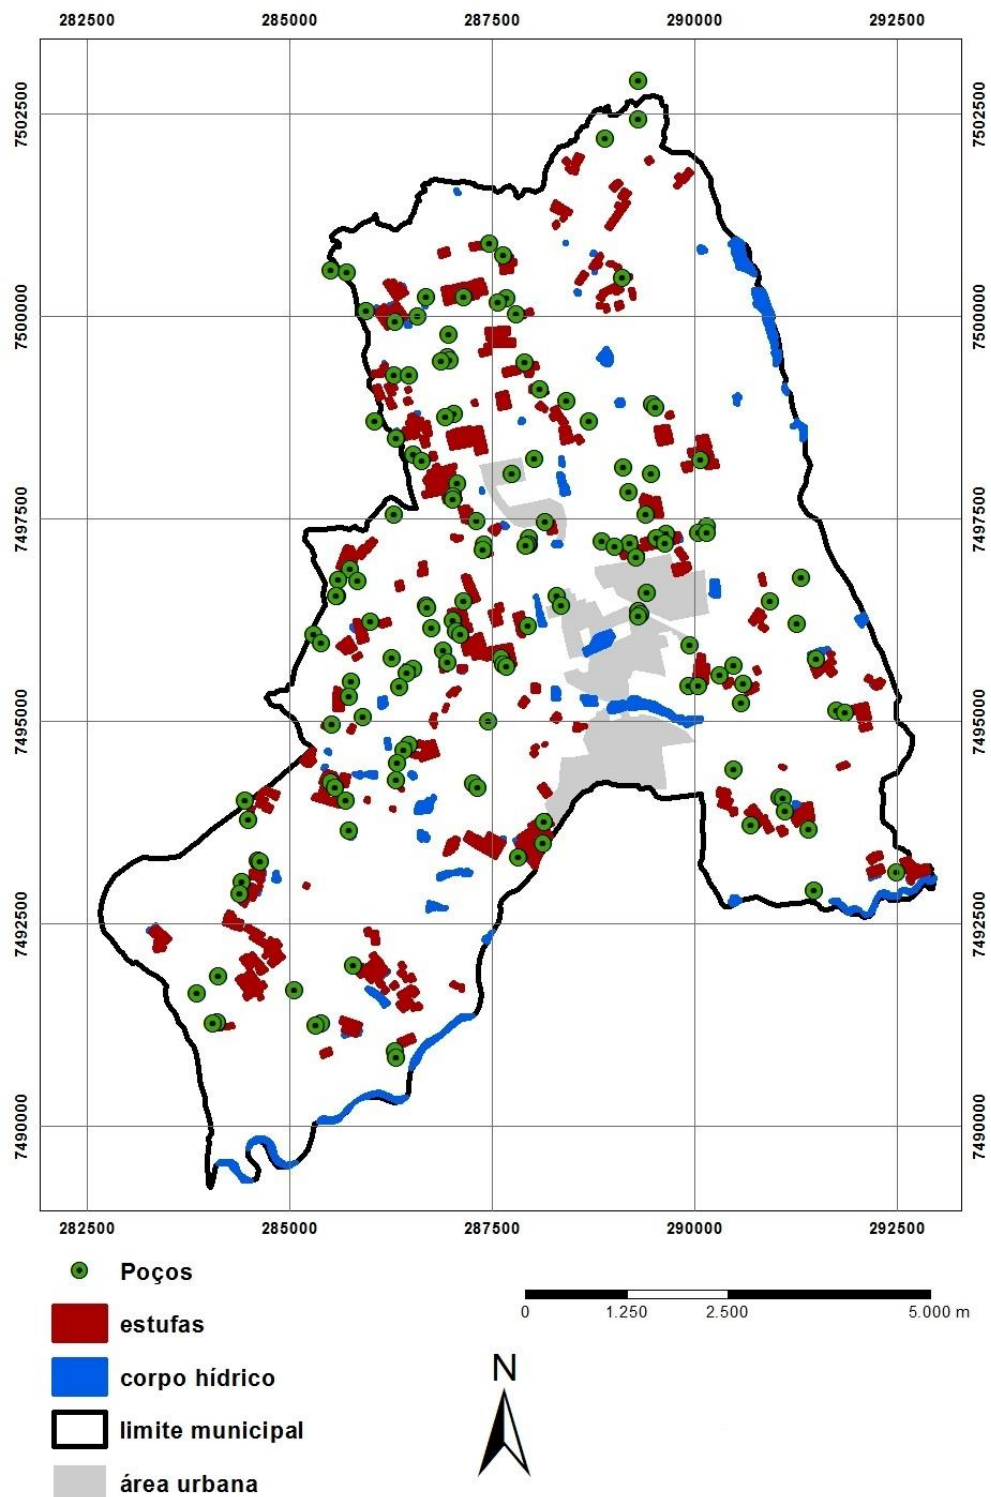 282500 285000 287500 290000 292500
7502500 7502500
7500000 7500000
7497500 7497500
7495000 7495000
7492500 7492500
7490000 7490000
282500 285000 287500 290000 292500
Poços
estufas
corpo hídrico
limite municipal
área urbana
0 1.250 2.500 5.000 m
N